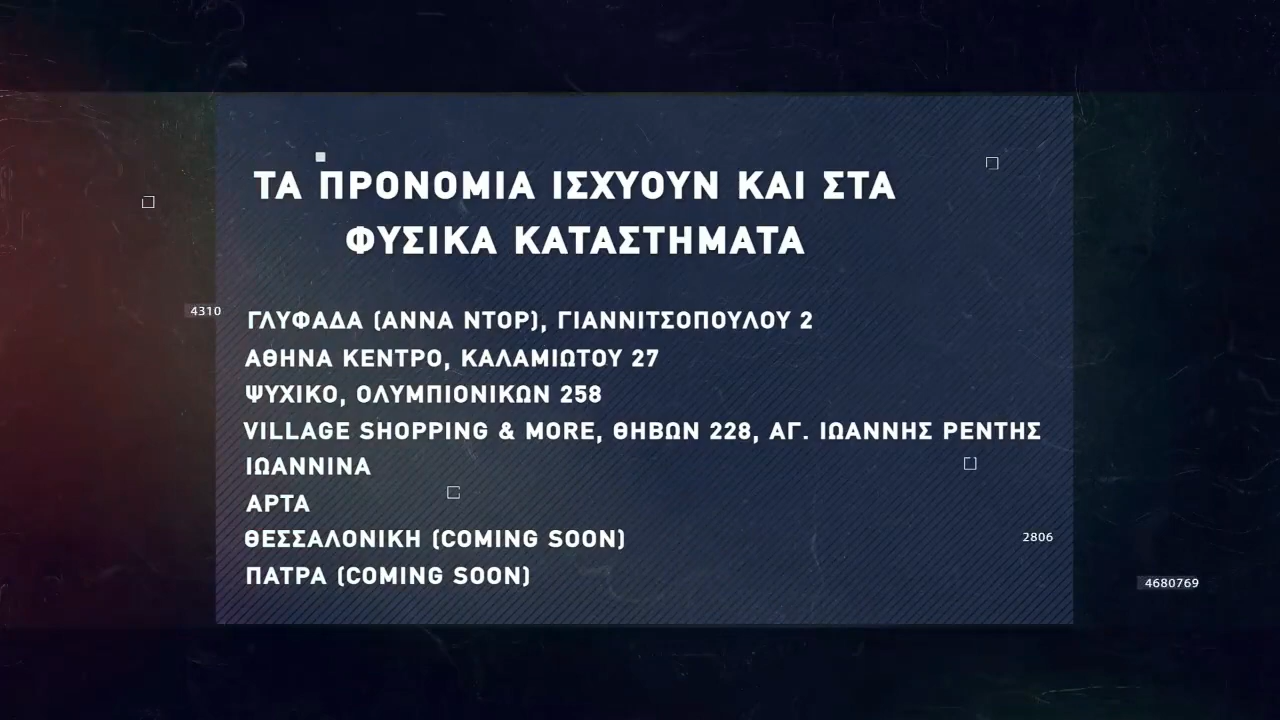 ΤΑ ΠΡΟΝΟΜΙΑ ΙΣΧΥΟΥΝ ΚΑΙ ΣΤΑ
ΦΥΣΙΚΑ ΚΑΤΑΣΤΗΜΑΤΑ
4310
ΓΛΥΦΑΔΑ (ΑΝΝΑ ΝΤΟΡ), ΓΙΑΝΝΙΤΣΟΠΟΥΛΟΥ 2
ΑΘΗΝΑ ΚΕΝΤΡΟ, ΚΑΛΑΜΙΩΤΟΥ 27
ΨΥΧΙΚΟ, ΟΛΥΜΠΙΟΝΙΚΩΝ 258
VILLAGE SHOPPING & MORE, ΘΗΒΩΝ 228, ΑΓ. ΙΩΑΝΝΗΣ ΡΕΝΤΗΣ
ΙΩΑΝΝΙΝΑ
ΑΡΤΑ
ΘΕΣΣΑΛΟΝΙΚΗ (COMING SOON)
2806
ΠΑΤΡΑ (COMING SOON)
4680769